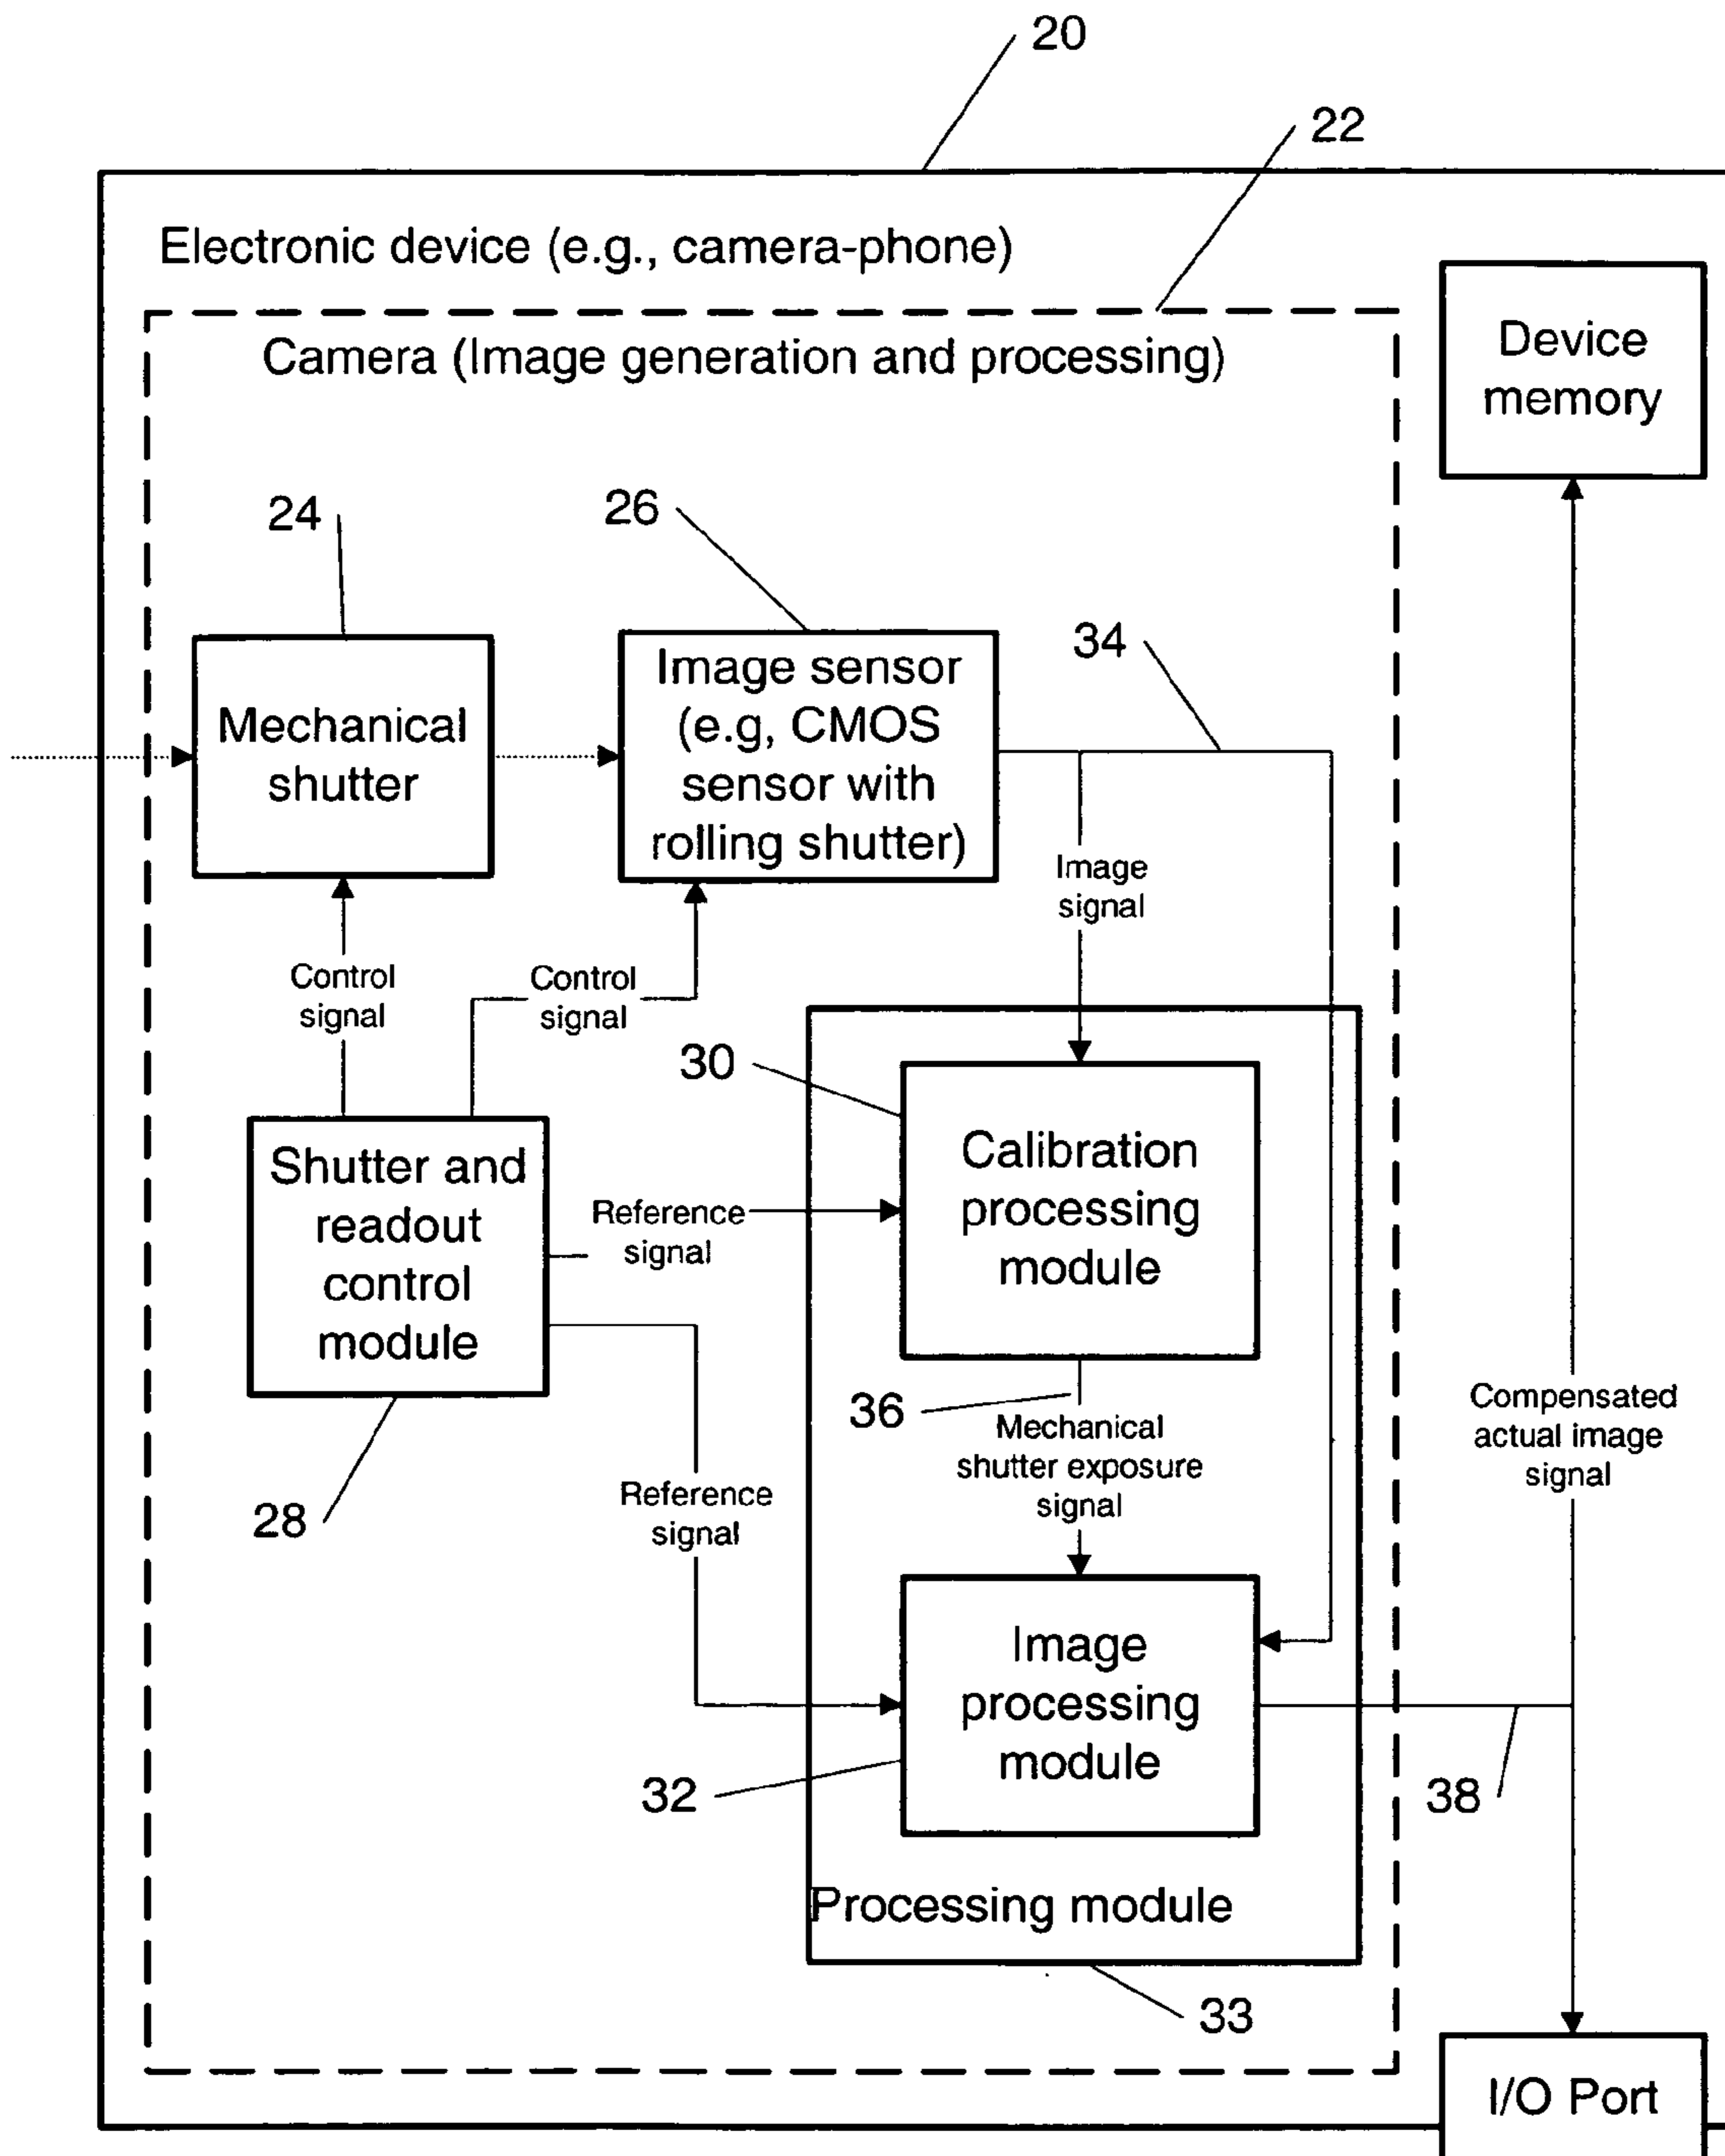 20
22
Electronic device (e.g., camera-phone)
Camera (Image generation and processing)
Device
memory
24
26
34
Mechanical
shutter
Image sensor
(e.g, CMOS
sensor with
rolling shutter)
Image
signal
Control
signal
Control
signal
30
Shutter and
readout
control
module
Reference
signal
Calibration
processing
module
36
Mechanical
shutter exposure
signal
Compensated
actual image
signal
28
Reference
signal
Image
processing
module
32
38
Processing module
33
I/O Port